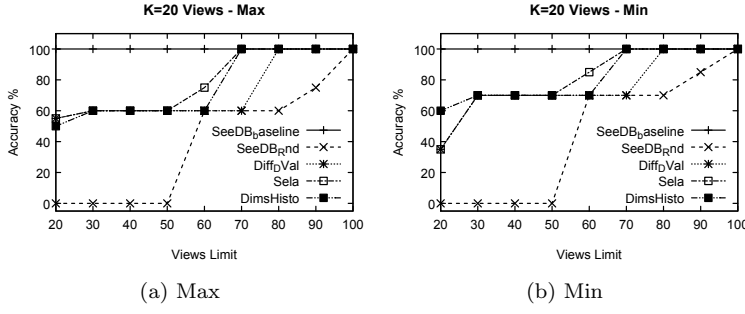 K=20 Views - Max
Accuracy %
100
80
60
40
20
0
SeeDB_baseline
SeeDB_Rnd
Diff_DVal
Sela
DimsHisto
20 30 40 50 60 70 80 90 100
Views Limit
(a) Max
K=20 Views - Min
Accuracy %
100
80
60
40
20
0
SeeDB_baseline
SeeDB_Rnd
Diff_DVal
Sela
DimsHisto
20 30 40 50 60 70 80 90 100
Views Limit
(b) Min